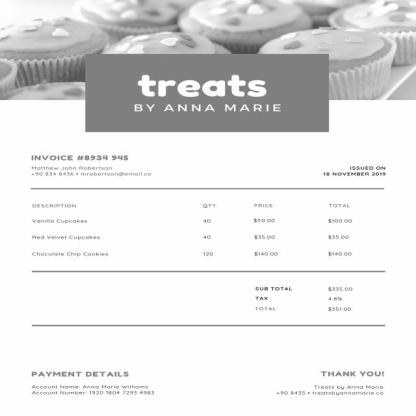 treats
BY ANNA MARIE
INVOICE #8934 945
Matthew John Robertson
+90 834 8436 • mrobertson@email.co
ISSUED ON
18 NOVEMBER 2019
DESCRIPTION QTY PRICE TOTAL
Vanilla Cupcakes 40 $50.00 $100.00
Red Velvet Cupcakes 40 $35.00 $35.00
Chocolate Chip Cookies 120 $140.00 $140.00
SUB TOTAL $335.00
TAX 4.8%
TOTAL $351.00
PAYMENT DETAILS
Account Name: Anna Marie Williams
Account Number: 1920 1804 7293 4983
THANK YOU!
Treats by Anna Marie
+90 8435 • treatsbyannamarie.co